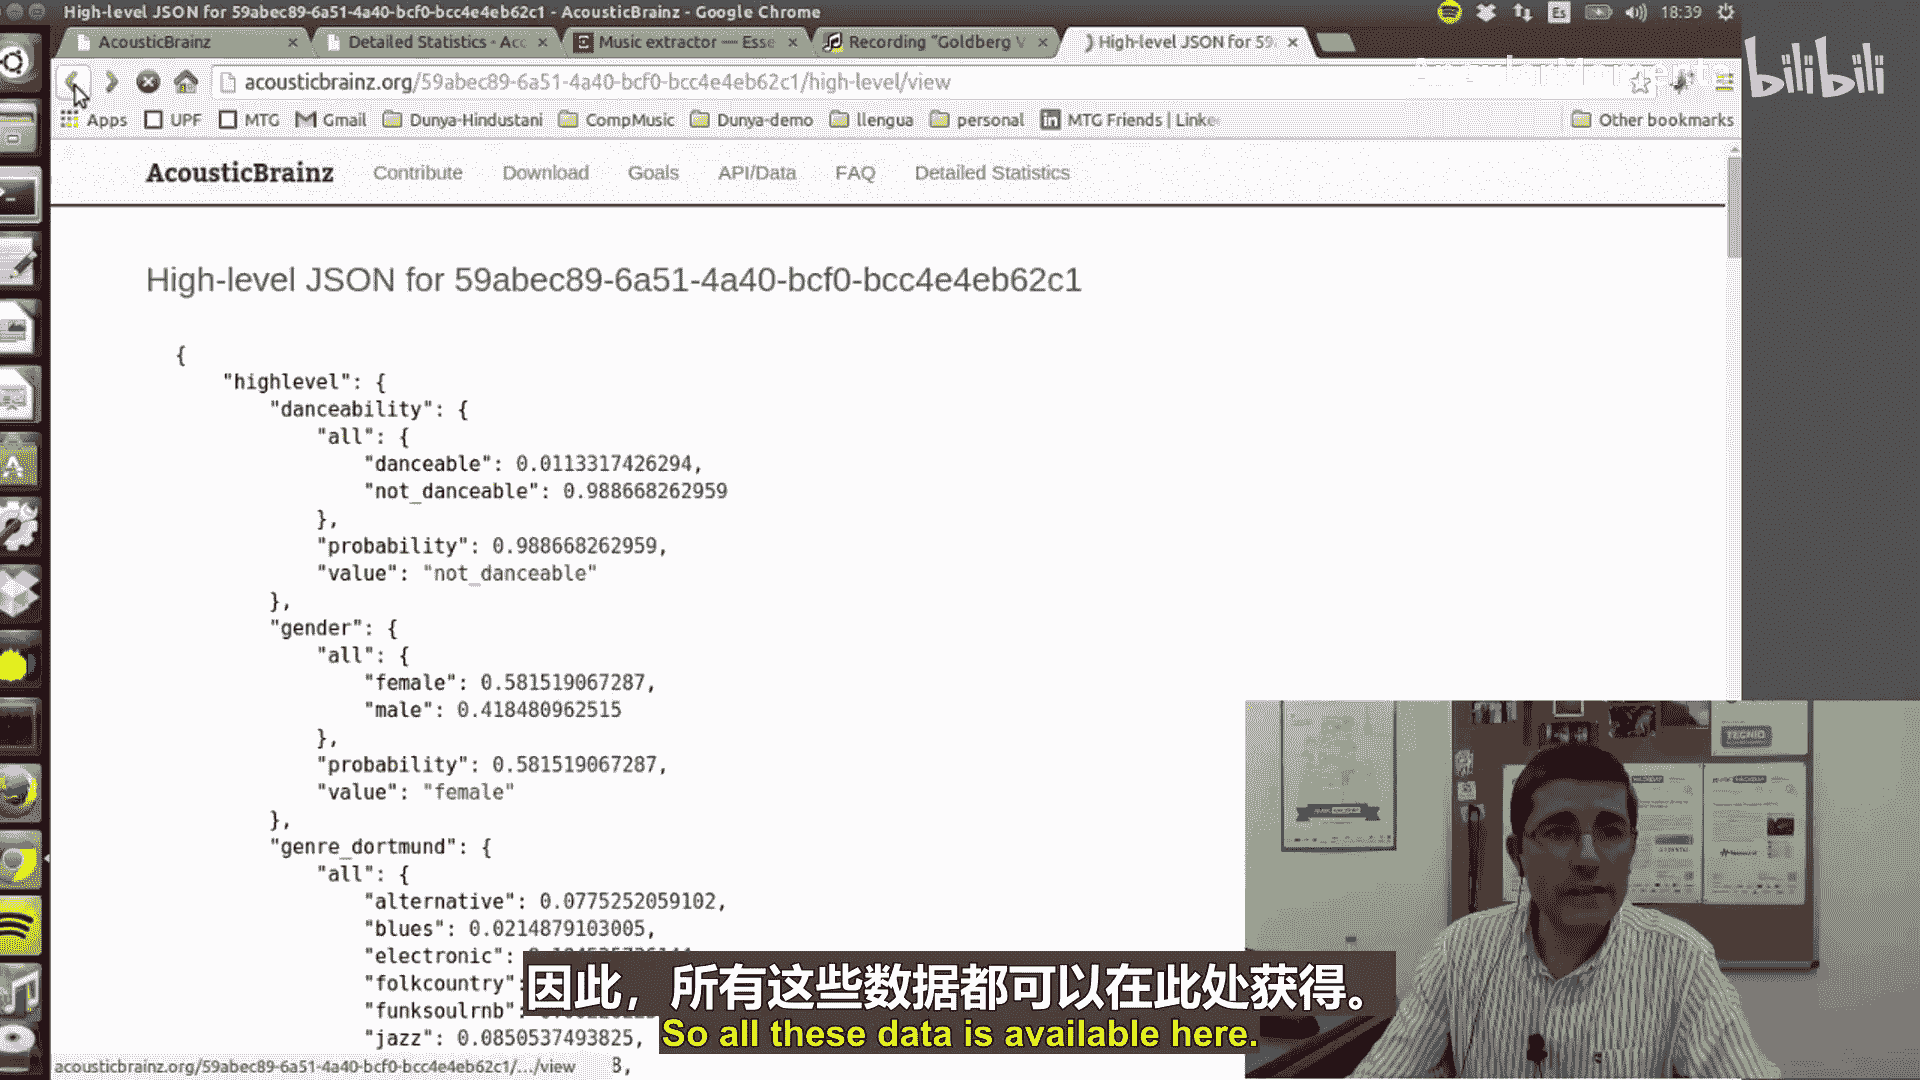 High-level JSON for 59abec89-6a51-4a40-bcf0-bcc4e4eb62c1 - AcousticBrainz - Google Chrome
18:39
AcousticBrainz
Detailed Statistics - Acc
Music extractor — Esse
Recording "Goldberg V
High-level JSON for 59
acousticbrainz.org/59abec89-6a51-4a40-bcf0-bcc4e4eb62c1/high-level/view
bilibili
Apps UPF MTG Gmail Dunya-Hindustani CompMusic Dunya-demo llengua personal MTG Friends | Linke Other bookmarks
AcousticBrainz Contribute Download Goals API/Data FAQ Detailed Statistics
High-level JSON for 59abec89-6a51-4a40-bcf0-bcc4e4eb62c1
{
"highlevel": {
"danceability": {
"all": {
"danceable": 0.0113317426294,
"not_danceable": 0.988668262959
},
"probability": 0.988668262959,
"value": "not_danceable"
},
"gender": {
"all": {
"female": 0.581519067287,
"male": 0.418480962515
},
"probability": 0.581519067287,
"value": "female"
},
"genre_dortmund": {
"all": {
"alternative": 0.0775252059102,
"blues": 0.0214879103005,
"electronic":
"folkcountry":
"funksoulrnb":
"jazz": 0.0850537493825,
8,
TECNIO
因此，所有这些数据都可以在此处获得。
So all these data is available here.
acousticbrainz.org/59abec89-6a51-4a40-bcf0-bcc4e4eb62c1/.../view